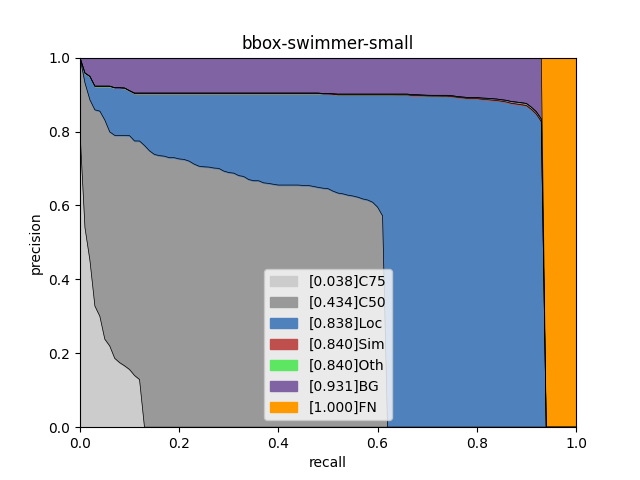 bbox-swimmer-small
1.0
0.8
0.6
0.4
0.2
0.0
precision
[0.038]C75
[0.434]C50
[0.838]Loc
[0.840]Sim
[0.840]Oth
[0.931]BG
[1.000]FN
0.0 0.2 0.4 0.6 0.8 1.0
recall